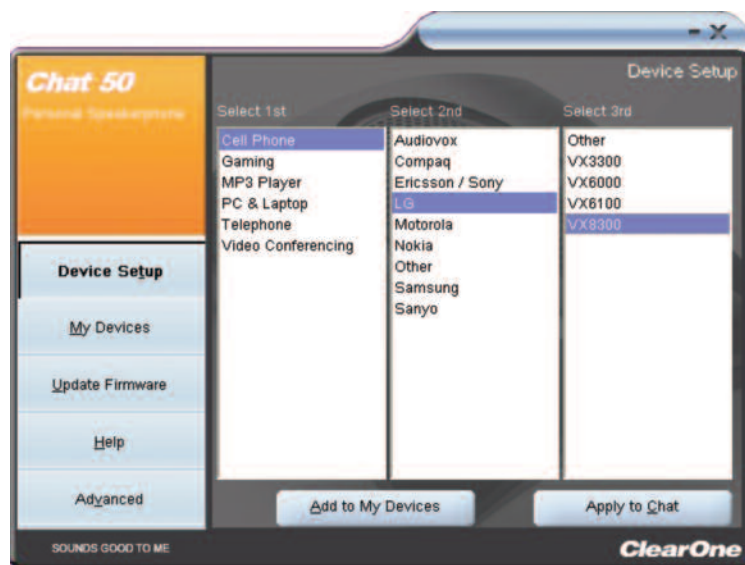 Chat 50
Personal Speakerphone
Device Setup
My Devices
Update Firmware
Help
Advanced
SOUNDS GOOD TO ME
Device Setup
Select 1st
Cell Phone
Gaming
MP3 Player
PC & Laptop
Telephone
Video Conferencing
Select 2nd
Audiovox
Compaq
Ericsson / Sony
LG
Motorola
Nokia
Other
Samsung
Sanyo
Select 3rd
Other
VX3300
VX6000
VX6100
VX8300
Add to My Devices
Apply to Chat
ClearOne